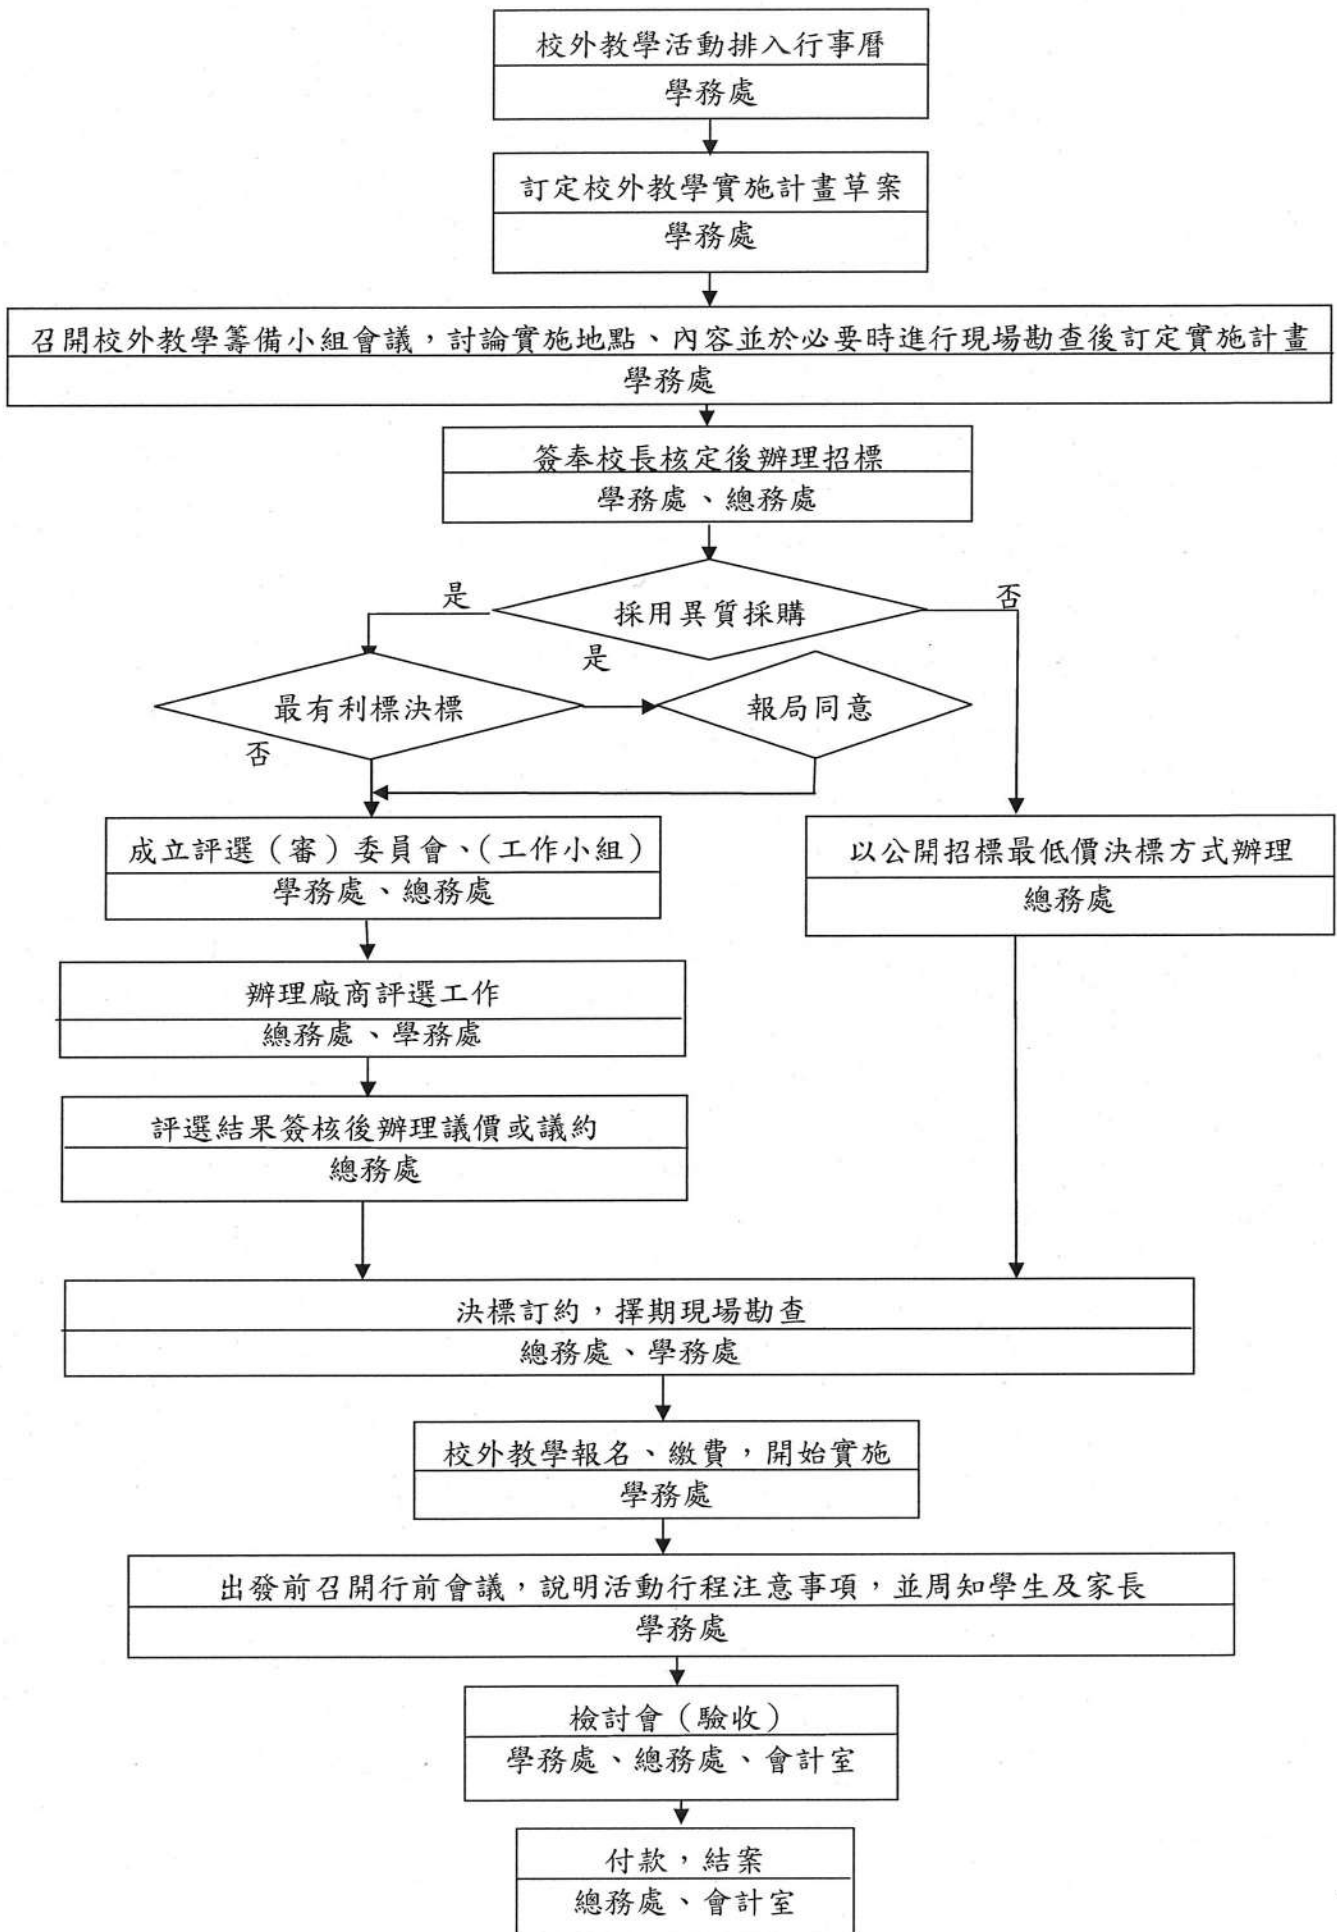 校外教學活動排入行事曆
學務處
訂定校外教學實施計畫草案
學務處
召開校外教學籌備小組會議，討論實施地點、內容並於必要時進行現場勘查後訂定實施計畫
學務處
簽奉校長核定後辦理招標
學務處、總務處
採用異質採購
是
否
最有利標決標
是
報局同意
否
成立評選（審）委員會、（工作小組）
學務處、總務處
以公開招標最低價決標方式辦理
總務處
辦理廠商評選工作
總務處、學務處
評選結果簽核後辦理議價或議約
總務處
決標訂約，擇期現場勘查
總務處、學務處
校外教學報名、繳費，開始實施
學務處
出發前召開行前會議，說明活動行程注意事項，並周知學生及家長
學務處
檢討會（驗收）
學務處、總務處、會計室
付款，結案
總務處、會計室